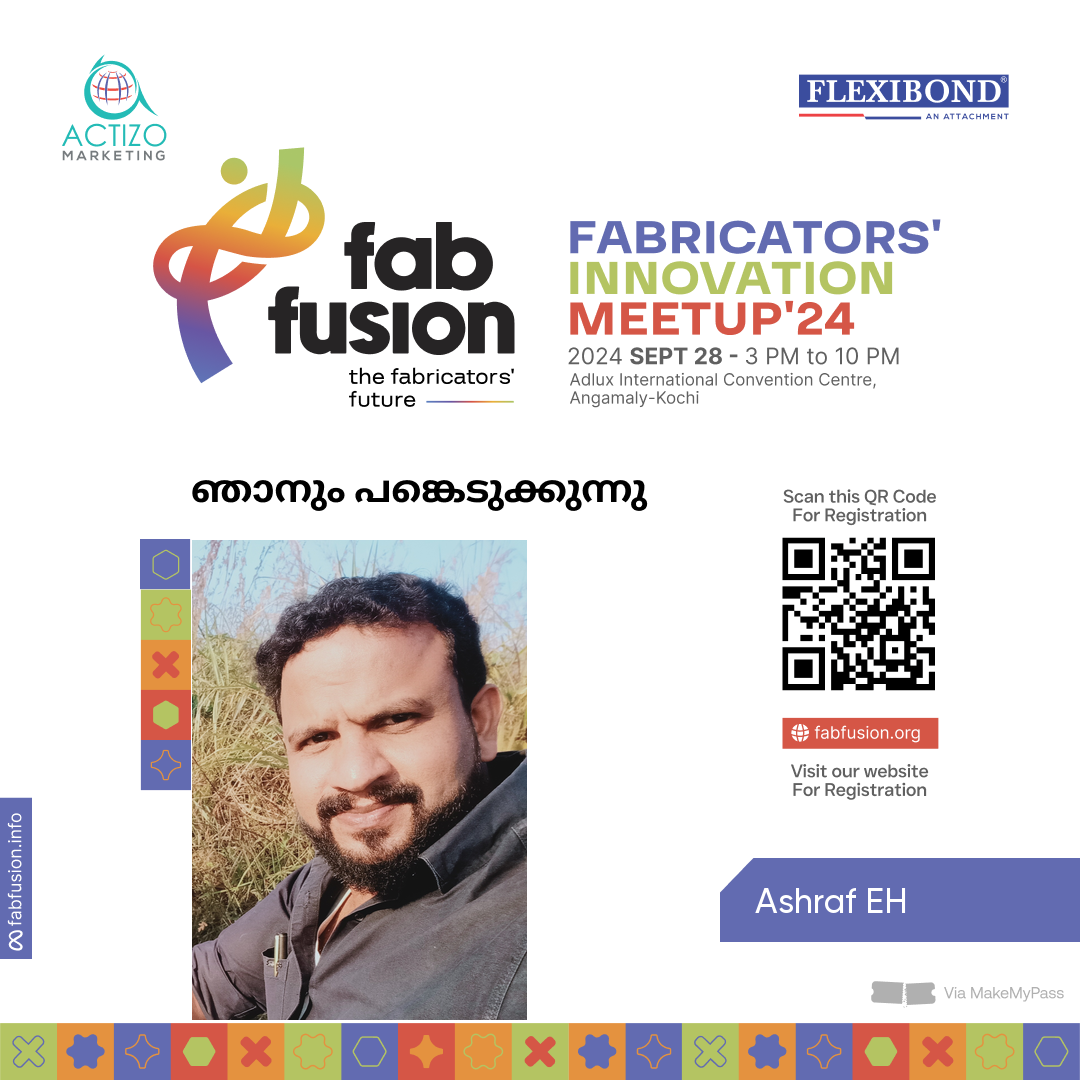 ACTIZO
MARKETING
FLEXIBOND®
AN ATTACHMENT
fab
fusion
the fabricators'
future
FABRICATORS'
INNOVATION
MEETUP'24
2024 SEPT 28 - 3 PM to 10 PM
Adlux International Convention Centre,
Angamaly-Kochi
ഞാനും പങ്കെടുക്കുന്നു
Scan this QR Code
For Registration
fabfusion.org
Visit our website
For Registration
fabfusion.info
Ashraf EH
Via MakeMyPass